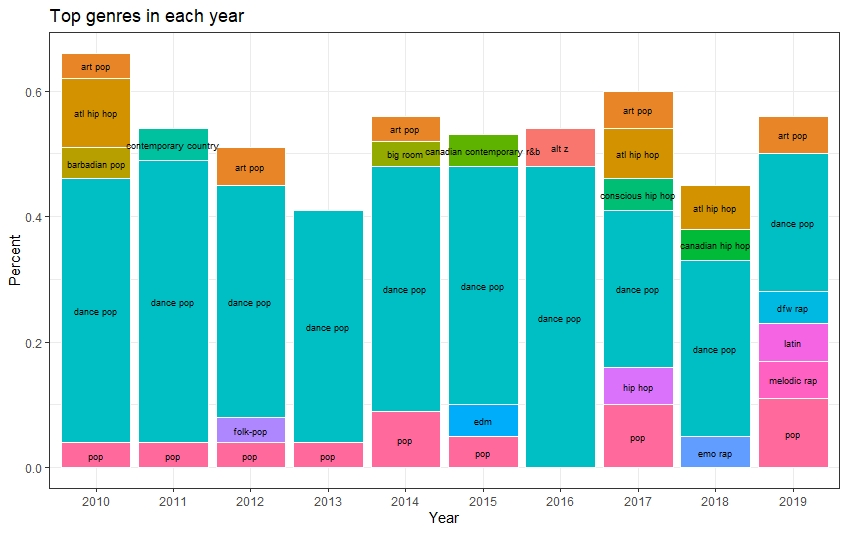 Top genres in each year
Percent
0.6
0.4
0.2
0.0
art pop
atl hip hop
barbadian pop
dance pop
pop
contemporary country
dance pop
pop
art pop
dance pop
folk-pop
pop
dance pop
pop
art pop
big room
dance pop
pop
canadian contemporary r&b
dance pop
edm
pop
alt z
dance pop
art pop
atl hip hop
conscious hip hop
dance pop
hip hop
pop
atl hip hop
canadian hip hop
dance pop
emo rap
art pop
dance pop
dfw rap
latin
melodic rap
pop
2010 2011 2012 2013 2014 2015 2016 2017 2018 2019
Year